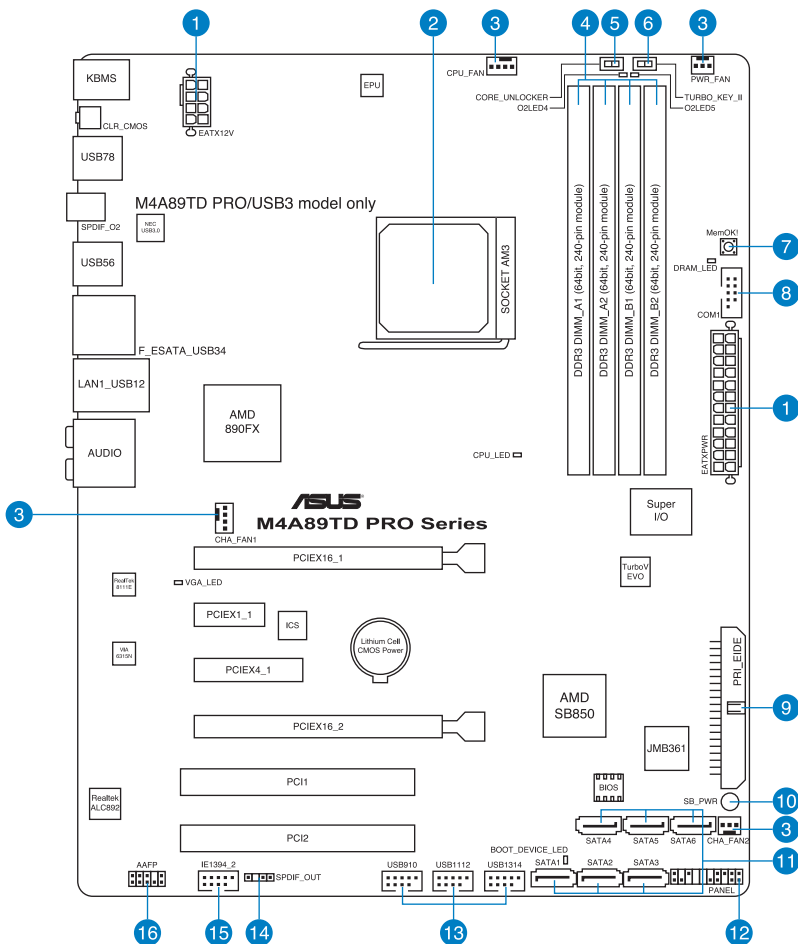 1
2
3
4
5
6
3
KBMS
CPU_FAN
PWR_FAN
EPU
CORE_UNLOCKER
TURBO_KEY_II
O2LED4
O2LED5
CLR_CMOS
EATX12V
USB78
M4A89TD PRO/USB3 model only
SPDIF_O2
NEC
USB3.0
USB56
SOCKET AM3
DDR3 DIMM_A1 (64bit, 240-pin module)
DDR3 DIMM_A2 (64bit, 240-pin module)
DDR3 DIMM_B1 (64bit, 240-pin module)
DDR3 DIMM_B2 (64bit, 240-pin module)
MemOK!
7
DRAM_LED
8
COM1
F_ESATA_USB34
LAN1_USB12
AMD
890FX
1
EATXPWR
AUDIO
CPU_LED
Super
I/O
3
CHA_FAN1
ASUS
M4A89TD PRO Series
PCIEX16_1
RealTek
8111E
VGA_LED
TurboV
EVO
PCIEX1_1
ICS
Lithium Cell
CMOS Power
VIA
6315N
PCIEX4_1
PRI_EIDE
AMD
SB850
9
PCIEX16_2
JMB361
PCI1
BIOS
Realtek
ALC892
SB_PWR
10
PCI2
SATA4
SATA5
SATA6
CHA_FAN2
3
BOOT_DEVICE_LED
11
AAFP
IE1394_2
SPDIF_OUT
USB910
USB1112
USB1314
SATA1
SATA2
SATA3
PANEL
16
15
14
13
12